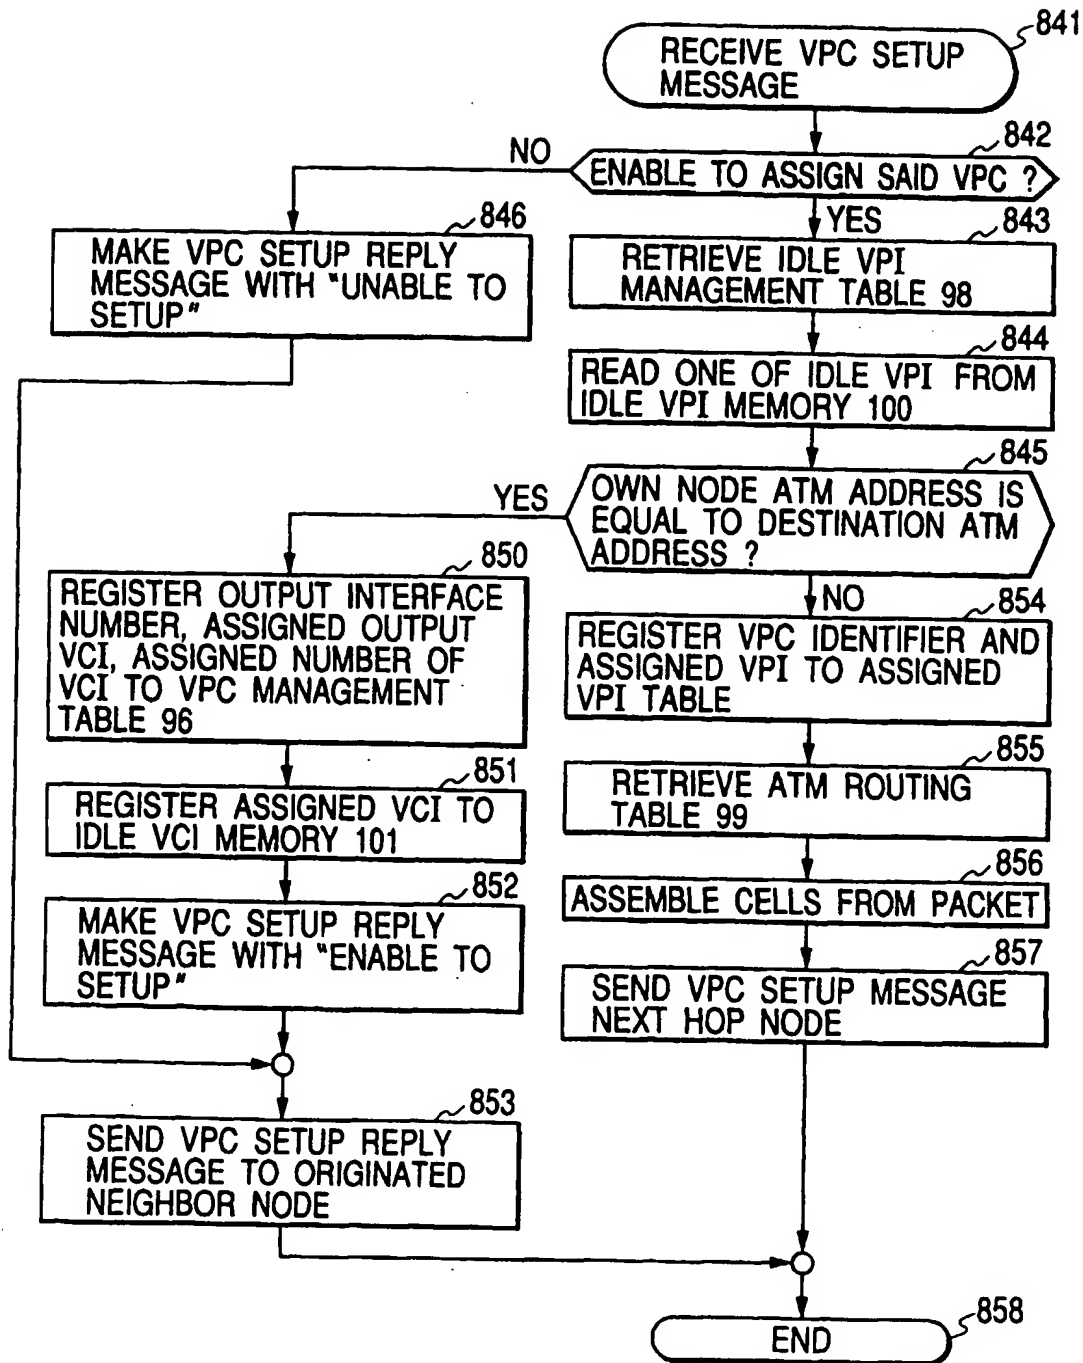 841
RECEIVE VPC SETUP
MESSAGE
842
NO
ENABLE TO ASSIGN SAID VPC ?
YES
846
MAKE VPC SETUP REPLY
MESSAGE WITH "UNABLE TO
SETUP"
843
RETRIEVE IDLE VPI
MANAGEMENT TABLE 98
844
READ ONE OF IDLE VPI FROM
IDLE VPI MEMORY 100
845
YES
OWN NODE ATM ADDRESS IS
EQUAL TO DESTINATION ATM
ADDRESS ?
NO
850
REGISTER OUTPUT INTERFACE
NUMBER, ASSIGNED OUTPUT
VCI, ASSIGNED NUMBER OF
VCI TO VPC MANAGEMENT
TABLE 96
854
REGISTER VPC IDENTIFIER AND
ASSIGNED VPI TO ASSIGNED
VPI TABLE
851
REGISTER ASSIGNED VCI TO
IDLE VCI MEMORY 101
855
RETRIEVE ATM ROUTING
TABLE 99
852
MAKE VPC SETUP REPLY
MESSAGE WITH "ENABLE TO
SETUP"
856
ASSEMBLE CELLS FROM PACKET
857
SEND VPC SETUP MESSAGE
NEXT HOP NODE
853
SEND VPC SETUP REPLY
MESSAGE TO ORIGINATED
NEIGHBOR NODE
858
END